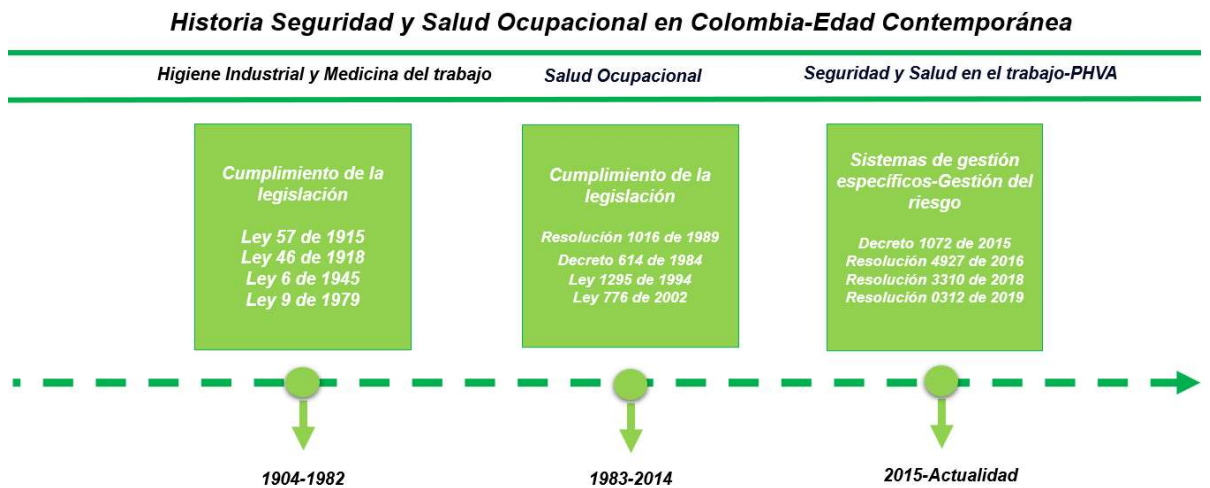 Historia Seguridad y Salud Ocupacional en Colombia-Edad Contemporánea
Higiene Industrial y Medicina del trabajo
Salud Ocupacional
Seguridad y Salud en el trabajo-PHVA
Cumplimiento de la
legislación
Ley 57 de 1915
Ley 46 de 1918
Ley 6 de 1945
Ley 9 de 1979
Cumplimiento de la
legislación
Resolución 1016 de 1989
Decreto 614 de 1984
Ley 1295 de 1994
Ley 776 de 2002
Sistemas de gestión
específicos-Gestión del
riesgo
Decreto 1072 de 2015
Resolución 4927 de 2016
Resolución 3310 de 2018
Resolución 0312 de 2019
1904-1982
1983-2014
2015-Actualidad